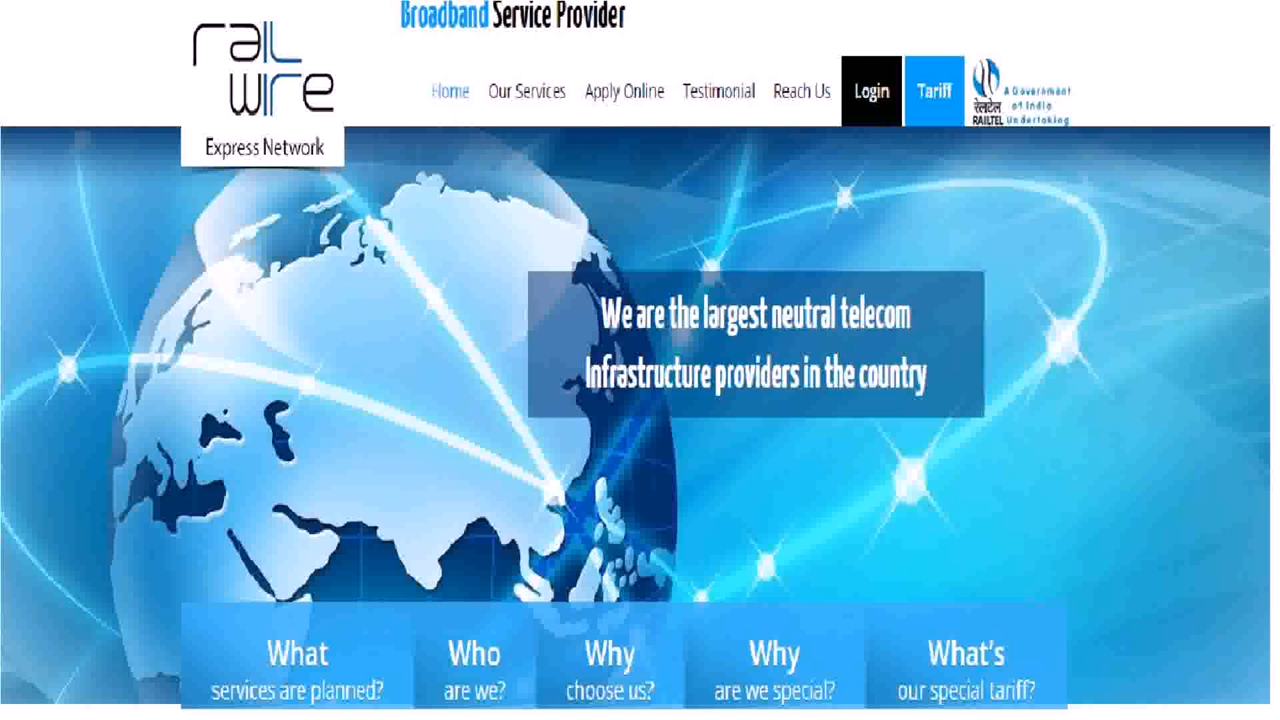 Broadband Service Provider
rail
wire
Express Network
Home Our Services Apply Online Testimonial Reach Us Login Tariff
रेलटेल
RAILTEL
A Government
of India
Undertaking
We are the largest neutral telecom
Infrastructure providers in the country
What
services are planned?
Who
are we?
Why
choose us?
Why
are we special?
What's
our special tariff?